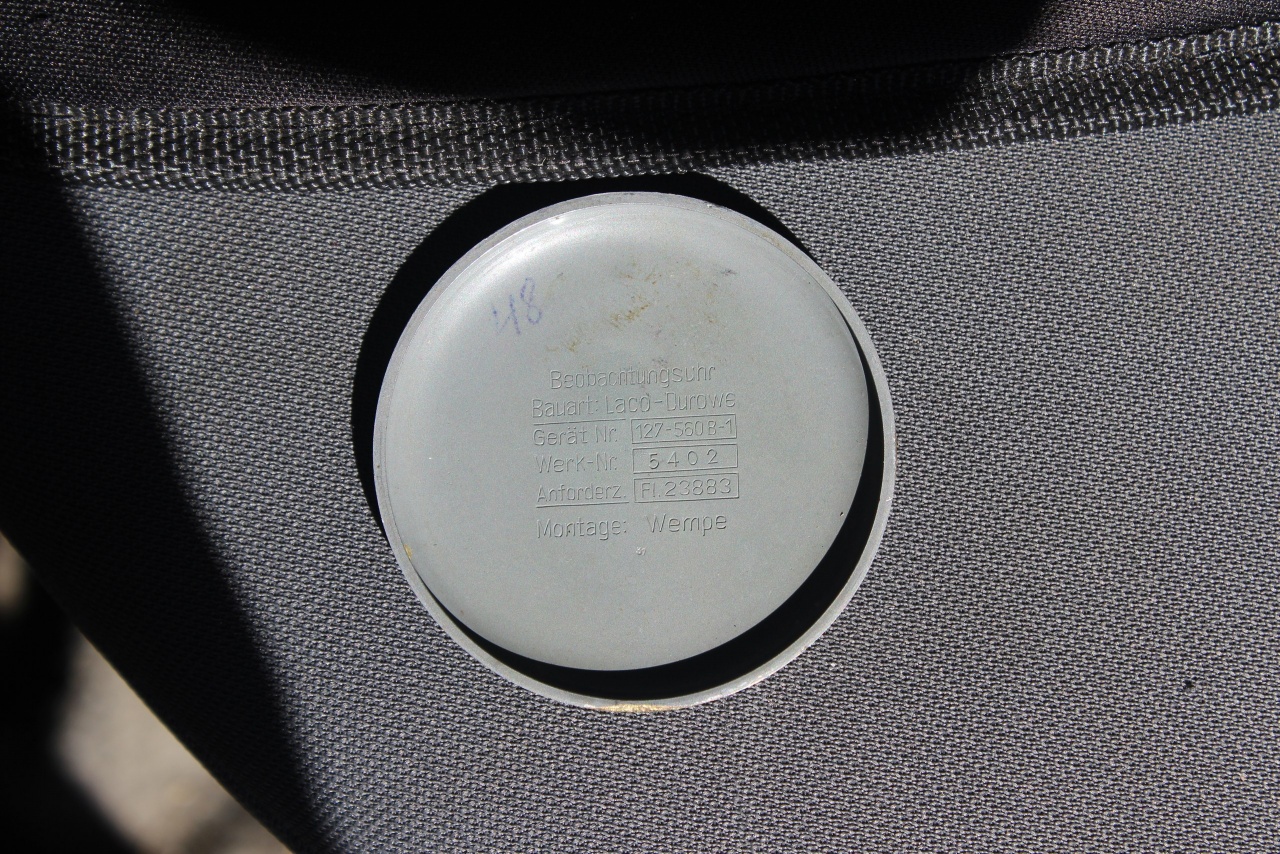 48
Beobachtungsuhr
Bauart: Laco-Durowe
Gerät Nr. 127-560B-1
Werk-Nr. 5402
Anforderz. Fl.23883
Montage: Wempe